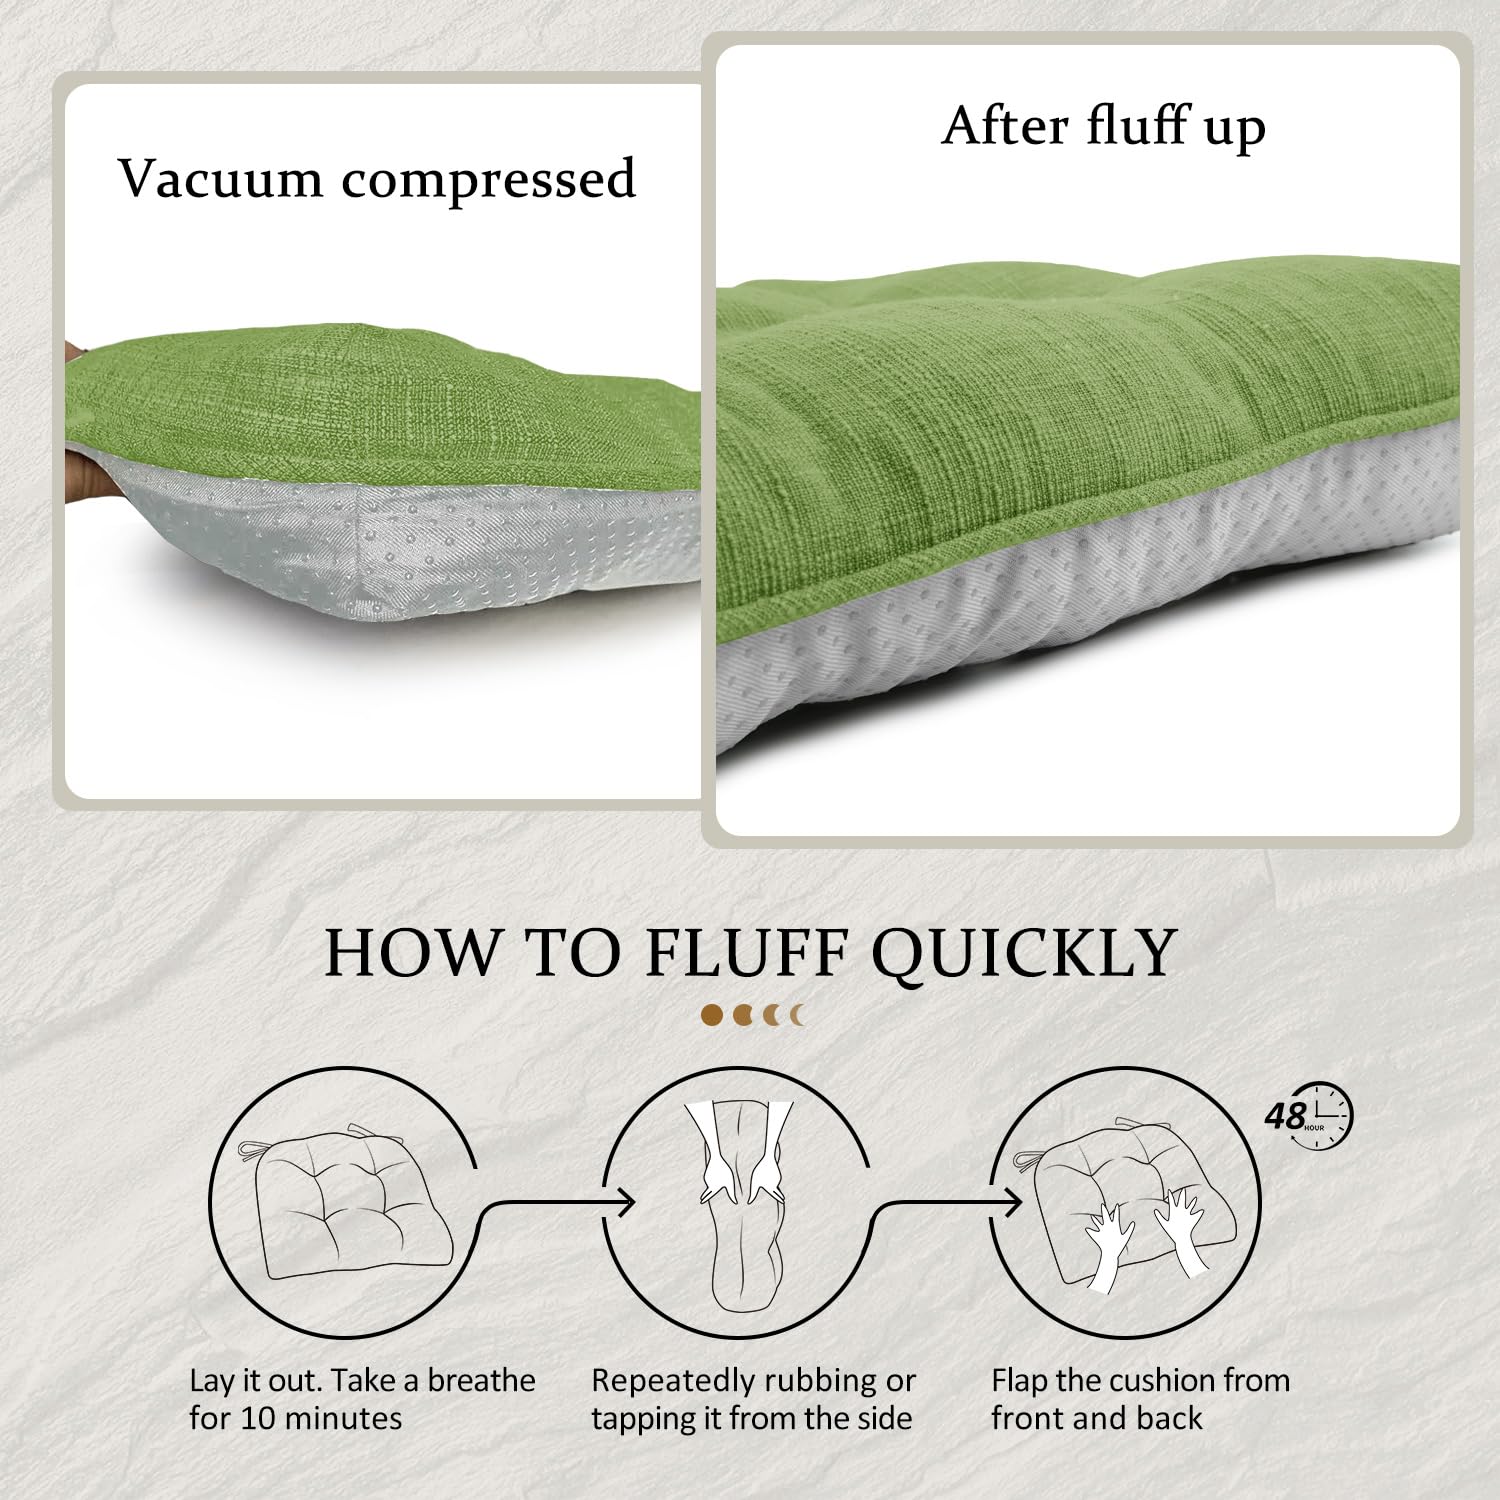 Vacuum compressed
After fluff up
HOW TO FLUFF QUICKLY
48 HOUR
Lay it out. Take a breathe
for 10 minutes
Repeatedly rubbing or
tapping it from the side
Flap the cushion from
front and back